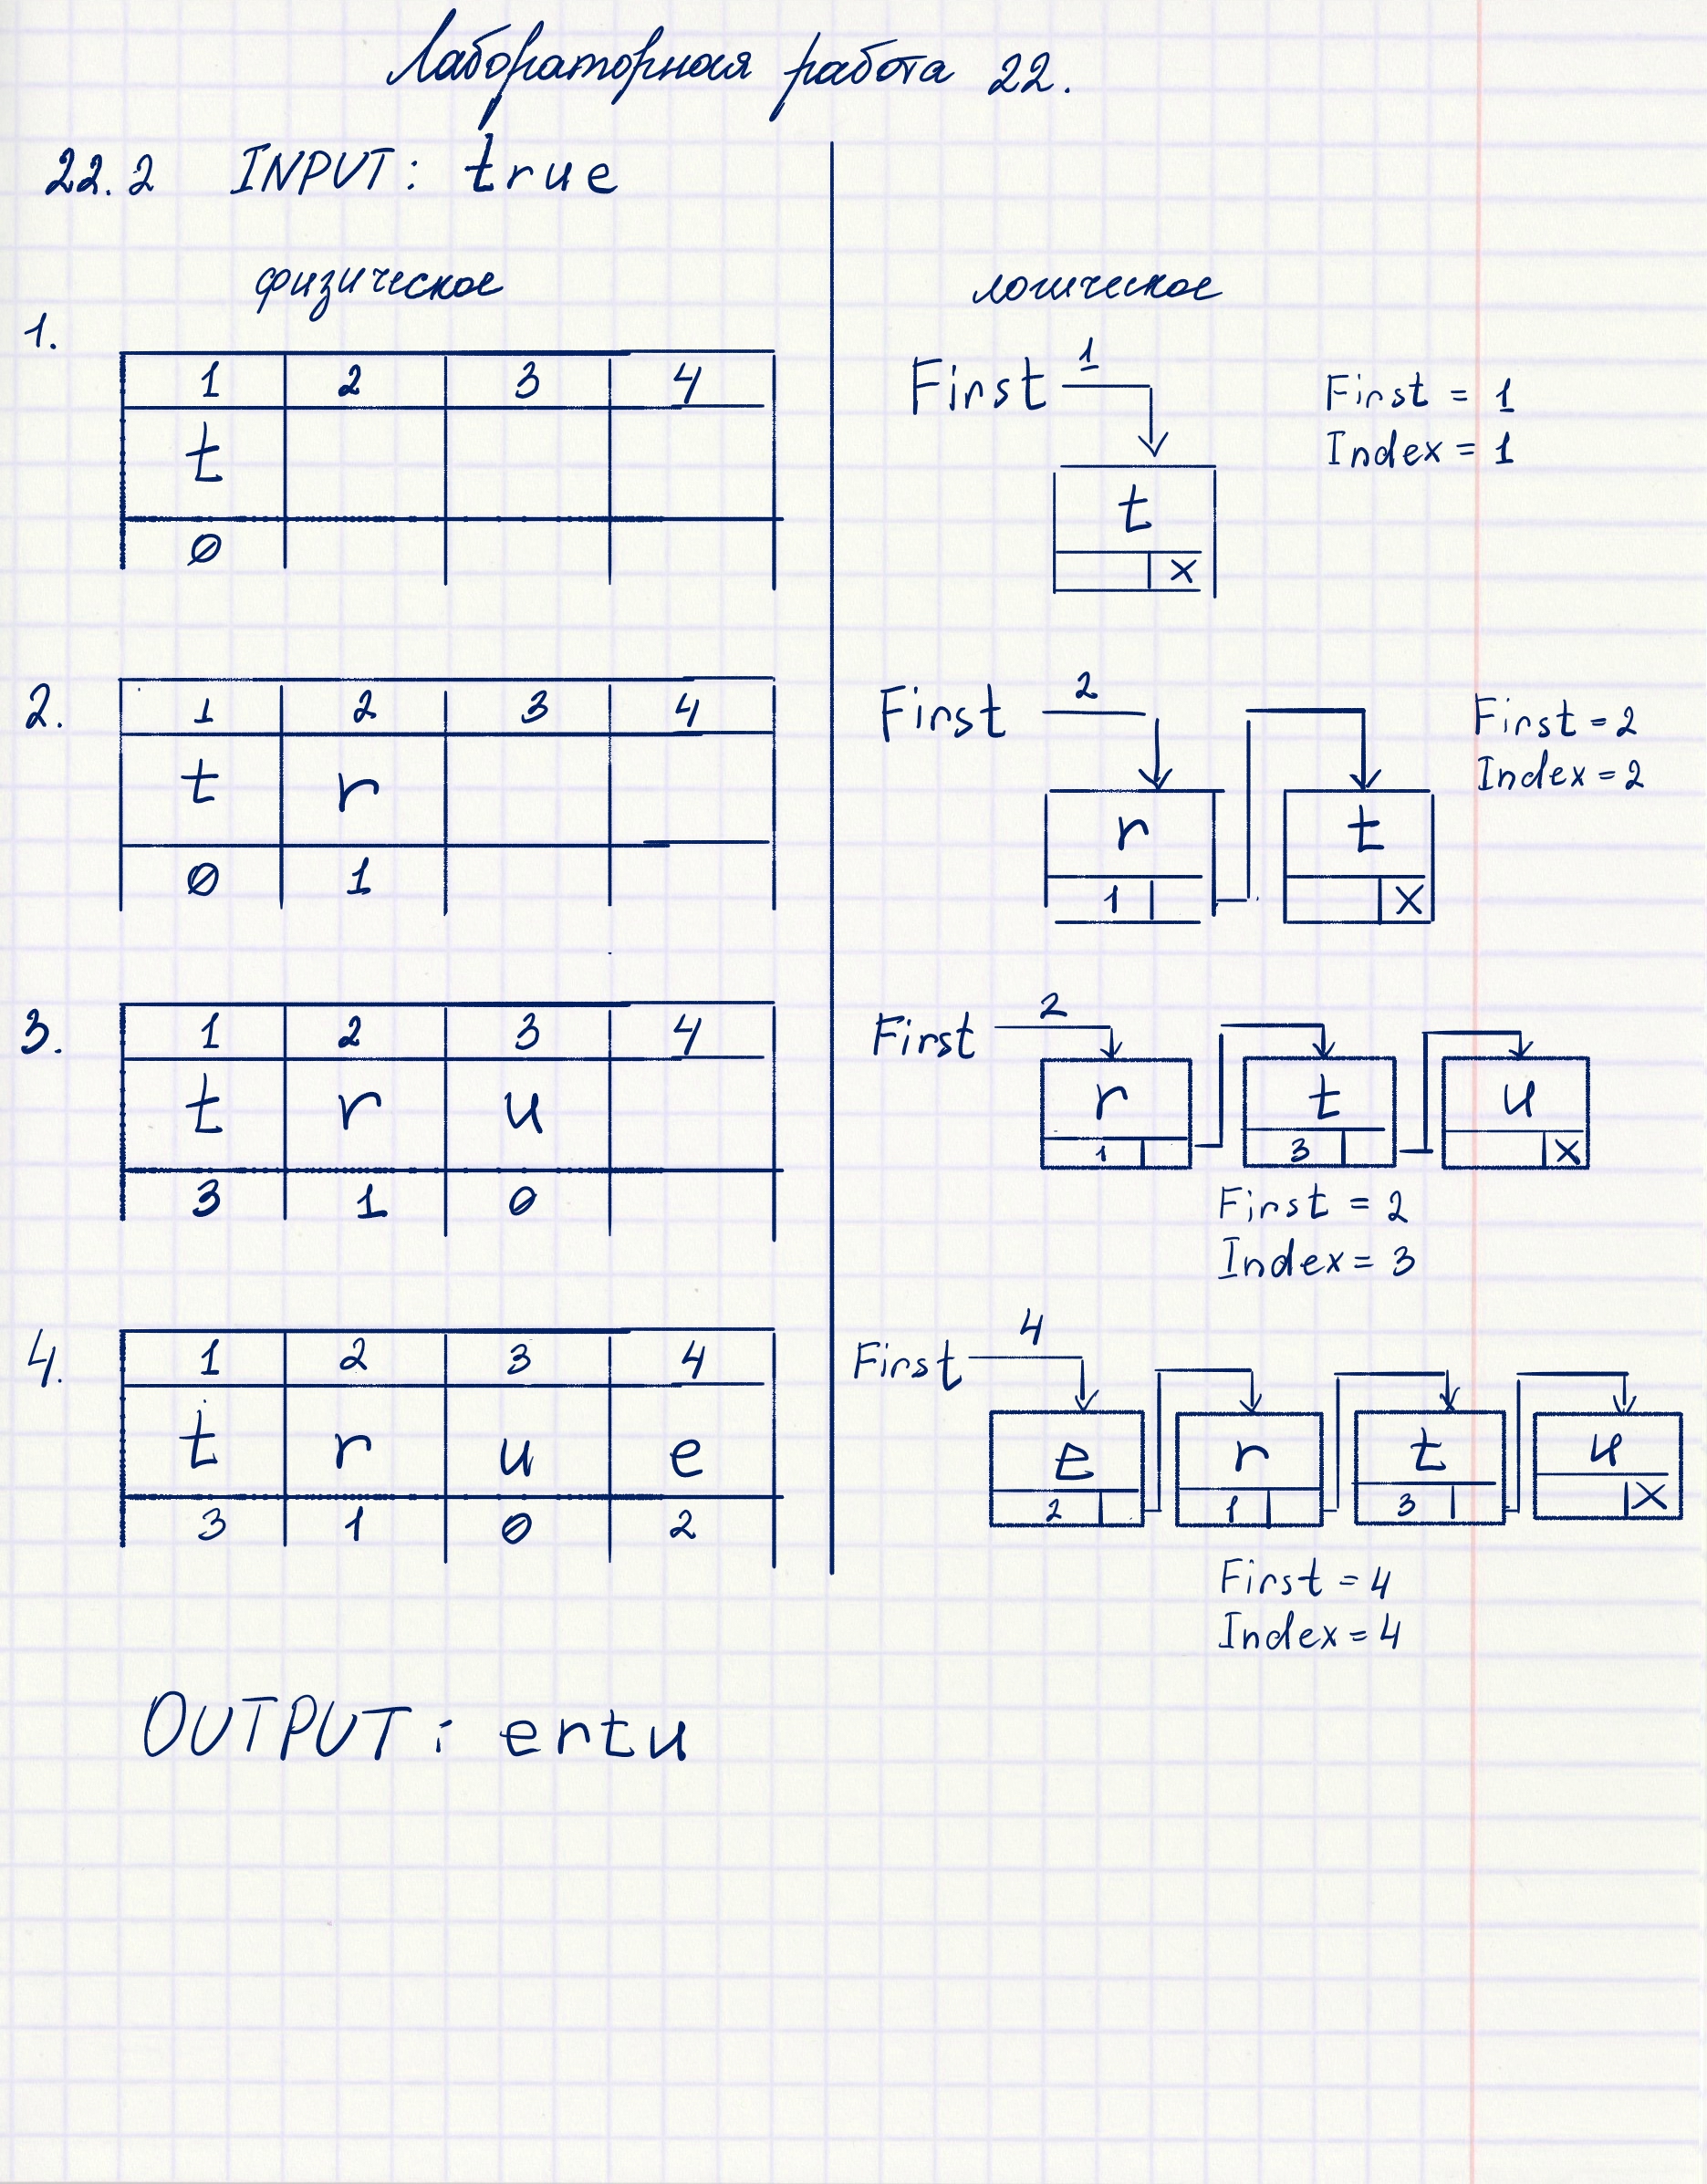 Лабораторная работа 22.
22.2 INPUT: true
физическое
логическое
1.
1 2 3 4
t
0
First 1
t
x
First = 1
Index = 1
2.
1 2 3 4
t r
0 1
First 2
r t
1 x
First = 2
Index = 2
3.
1 2 3 4
t r u
3 1 0
First 2
r t u
1 3 x
First = 2
Index = 3
4.
1 2 3 4
t r u e
3 1 0 2
First 4
e r t u
2 1 3 x
First = 4
Index = 4
OUTPUT: ertu